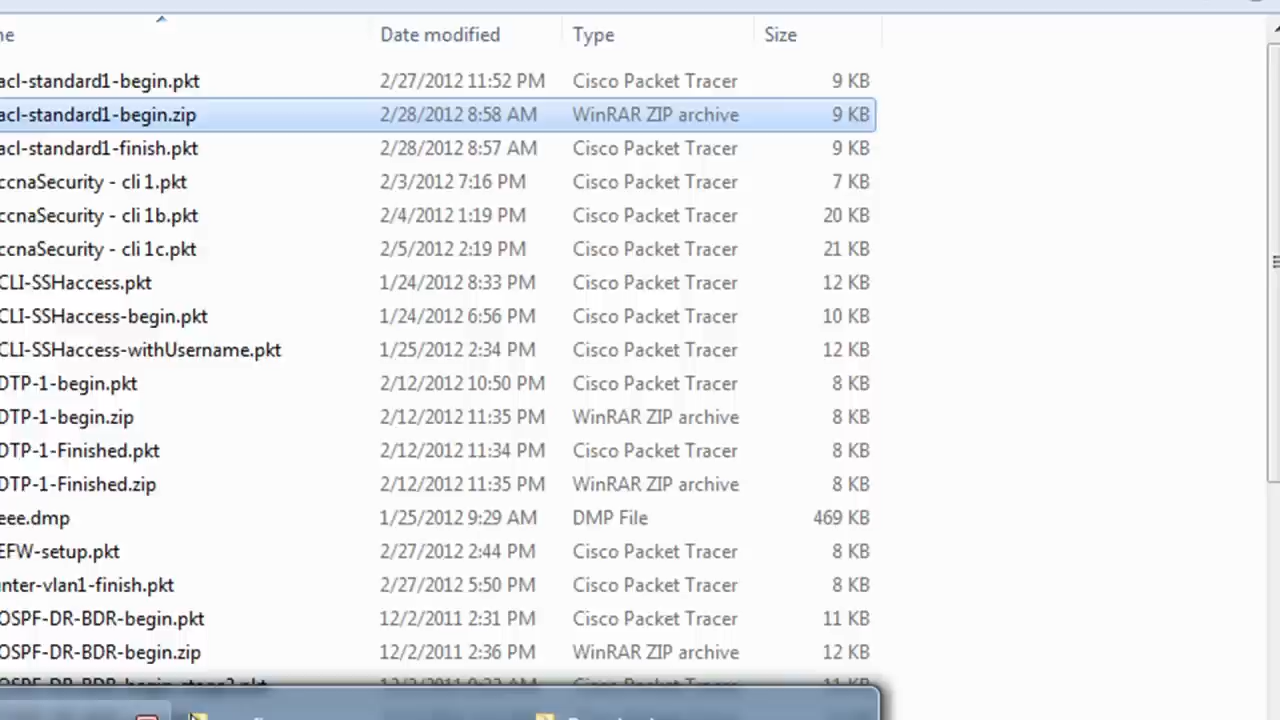 ne Date modified Type Size
acl-standard1-begin.pkt 2/27/2012 11:52 PM Cisco Packet Tracer 9 KB
acl-standard1-begin.zip 2/28/2012 8:58 AM WinRAR ZIP archive 9 KB
acl-standard1-finish.pkt 2/28/2012 8:57 AM Cisco Packet Tracer 9 KB
ccnaSecurity - cli 1.pkt 2/3/2012 7:16 PM Cisco Packet Tracer 7 KB
ccnaSecurity - cli 1b.pkt 2/4/2012 1:19 PM Cisco Packet Tracer 20 KB
ccnaSecurity - cli 1c.pkt 2/5/2012 2:19 PM Cisco Packet Tracer 21 KB
CLI-SSHaccess.pkt 1/24/2012 8:33 PM Cisco Packet Tracer 12 KB
CLI-SSHaccess-begin.pkt 1/24/2012 6:56 PM Cisco Packet Tracer 10 KB
CLI-SSHaccess-withUsername.pkt 1/25/2012 2:34 PM Cisco Packet Tracer 12 KB
DTP-1-begin.pkt 2/12/2012 10:50 PM Cisco Packet Tracer 8 KB
DTP-1-begin.zip 2/12/2012 11:35 PM WinRAR ZIP archive 8 KB
DTP-1-Finished.pkt 2/12/2012 11:34 PM Cisco Packet Tracer 8 KB
DTP-1-Finished.zip 2/12/2012 11:35 PM WinRAR ZIP archive 8 KB
eee.dmp 1/25/2012 9:29 AM DMP File 469 KB
EFW-setup.pkt 2/27/2012 2:44 PM Cisco Packet Tracer 8 KB
nter-vlan1-finish.pkt 2/27/2012 5:50 PM Cisco Packet Tracer 8 KB
OSPF-DR-BDR-begin.pkt 12/2/2011 2:31 PM Cisco Packet Tracer 11 KB
OSPF-DR-BDR-begin.zip 12/2/2011 2:36 PM WinRAR ZIP archive 12 KB
Cisco Packet Tracer 11 KB